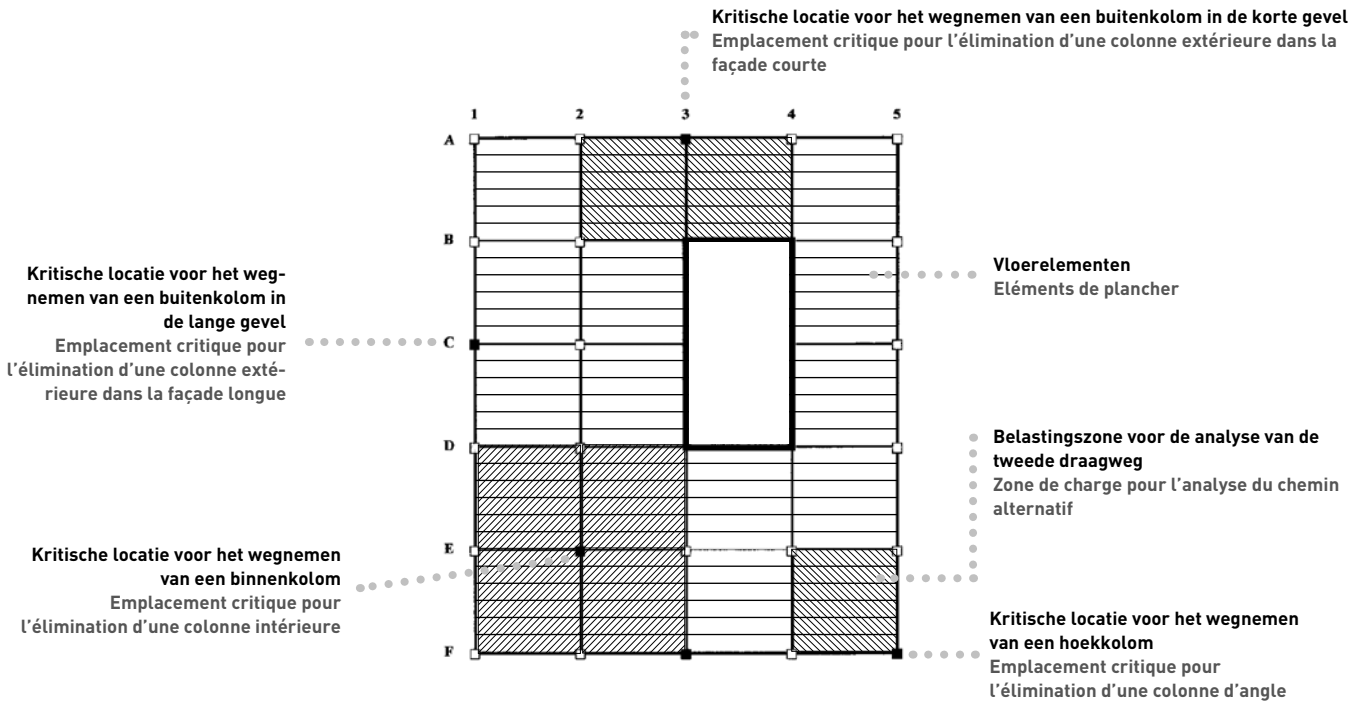 Kritische locatie voor het wegnemen van een buitenkolom in de korte gevel
Emplacement critique pour l'élimination d'une colonne extérieure dans la
façade courte
1 2 3 4 5
A
B
Kritische locatie voor het weg-
nemen van een buitenkolom in
de lange gevel
Emplacement critique pour
l'élimination d'une colonne exté-
rieure dans la façade longue
Vloerelementen
Eléments de plancher
C
D
Belastingszone voor de analyse van de
tweede draagweg
Zone de charge pour l'analyse du chemin
alternatif
E
Kritische locatie voor het wegnemen
van een binnenkolom
Emplacement critique pour
l'élimination d'une colonne intérieure
F
Kritische locatie voor het wegnemen
van een hoekkolom
Emplacement critique pour
l'élimination d'une colonne d'angle